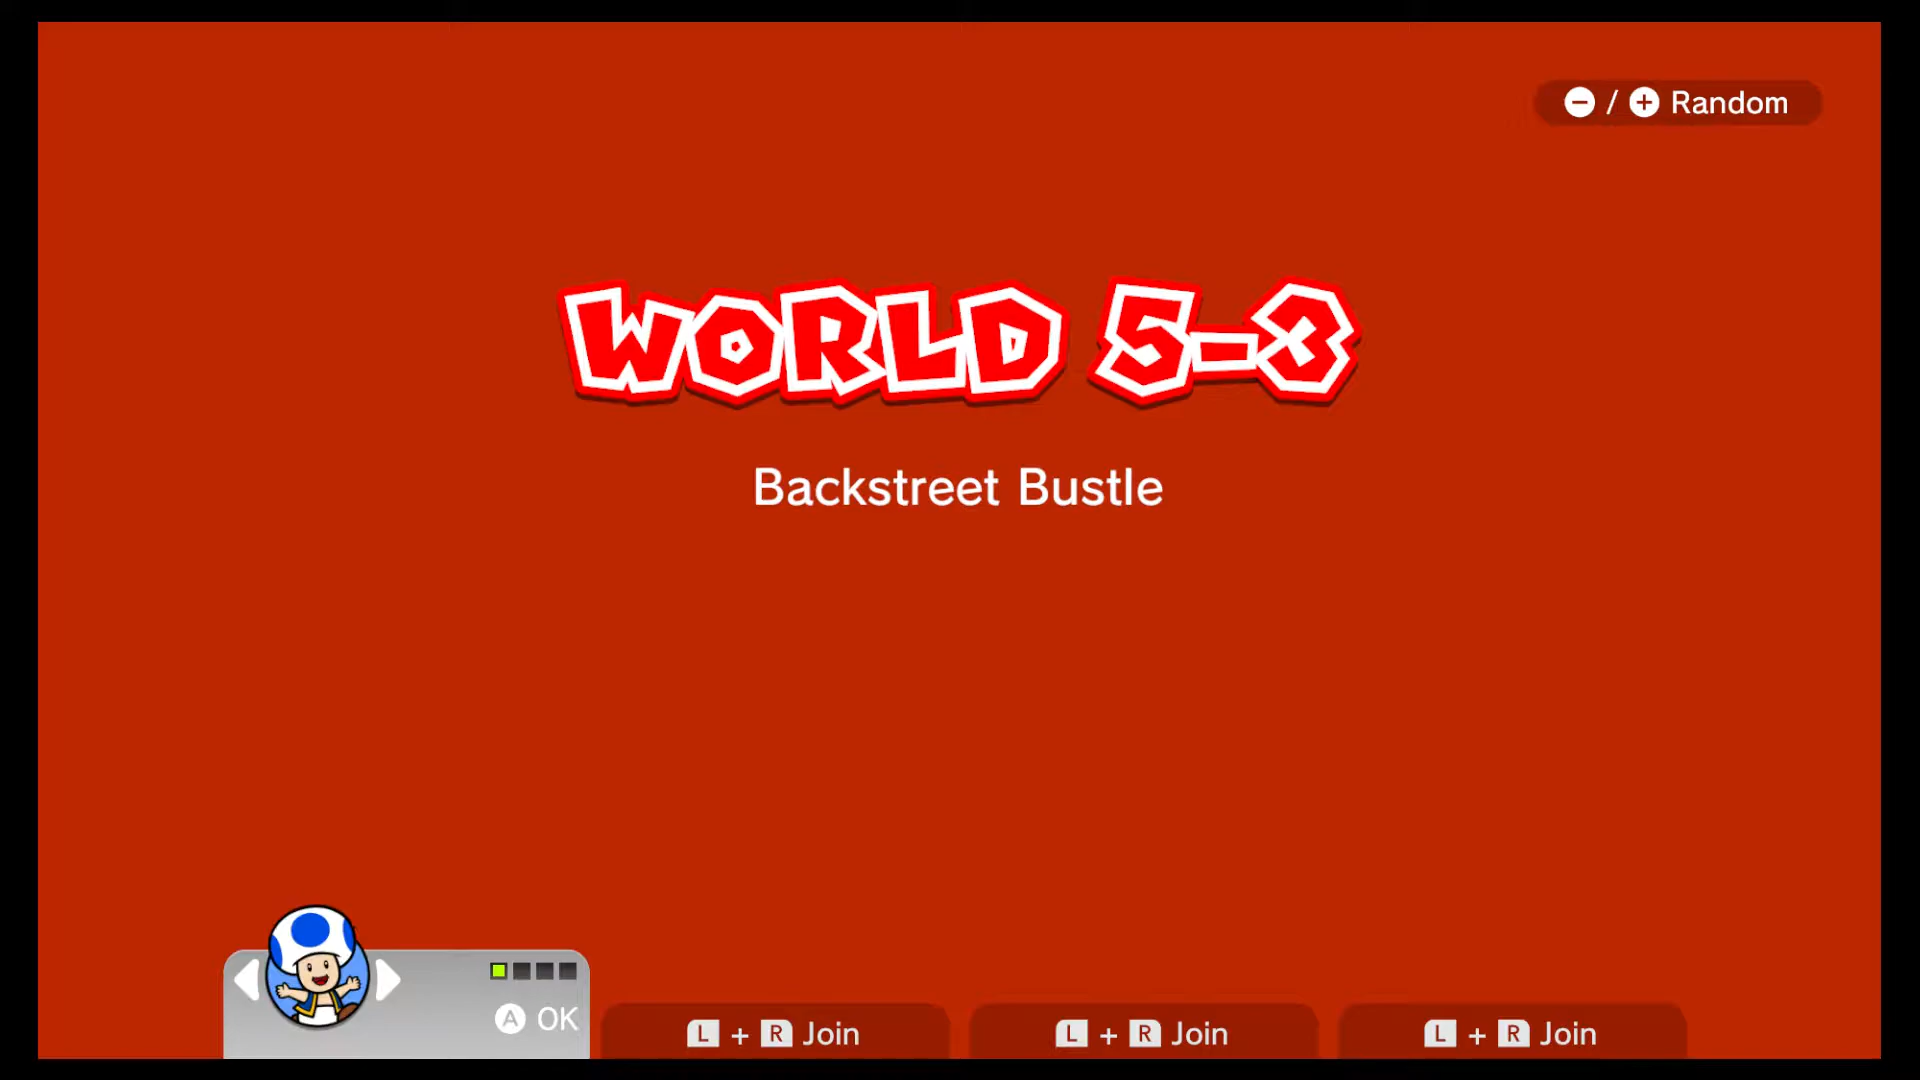 − / + Random
WORLD 5-3
Backstreet Bustle
A OK
L + R Join
L + R Join
L + R Join